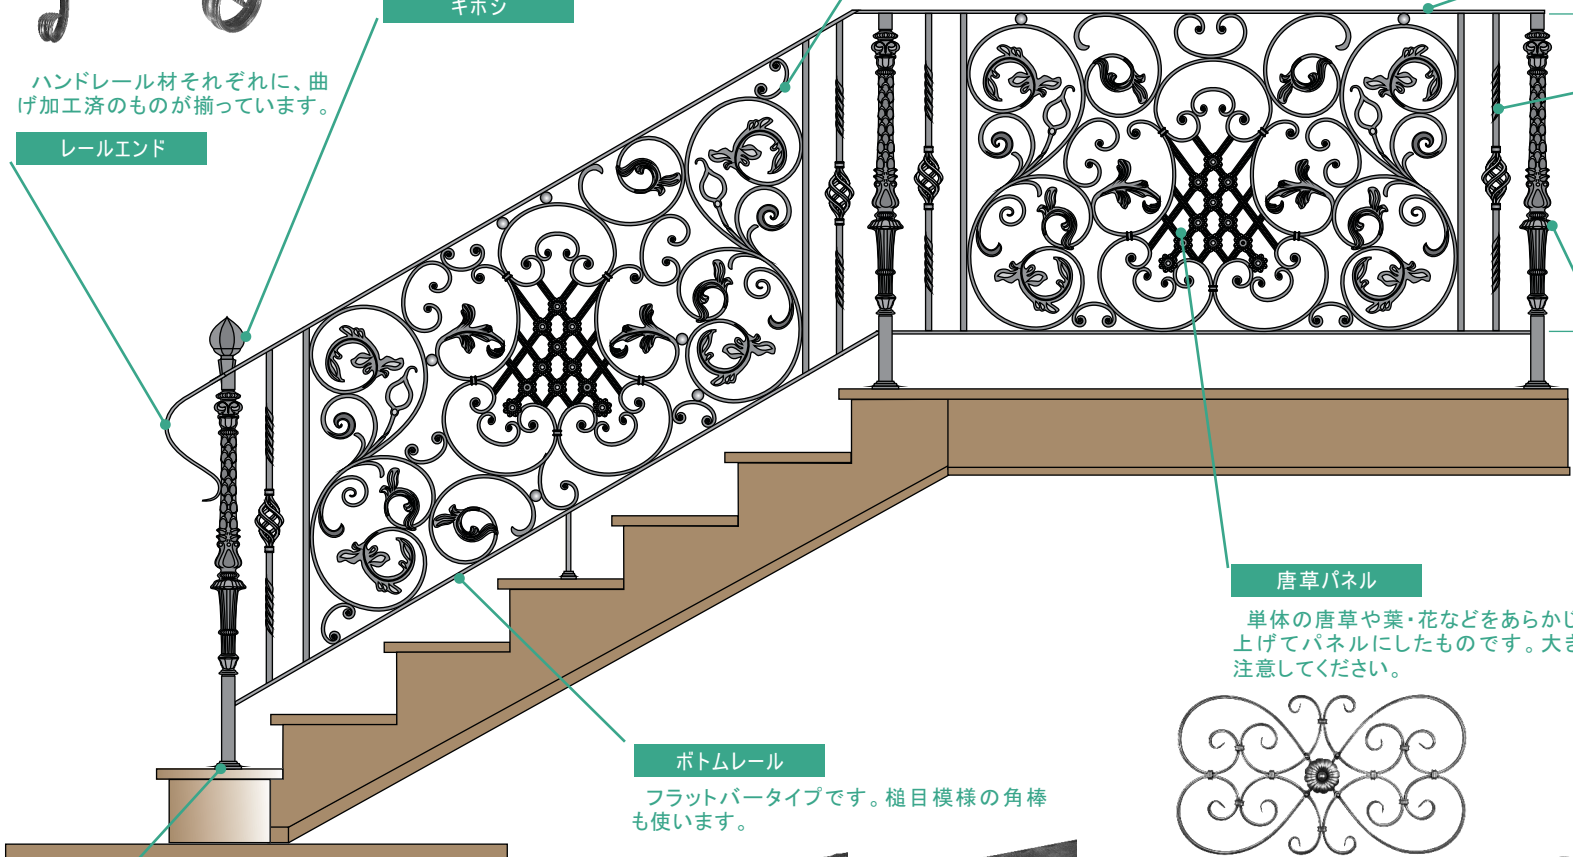 ギボシ
ハンドレール材それぞれに、曲
げ加工済のものが揃っています。
レールエンド
唐草パネル
単体の唐草や葉・花などをあらかじ
上げてパネルにしたものです。大き
注意してください。
ボトムレール
フラットバータイプです。槌目模様の角棒
も使います。